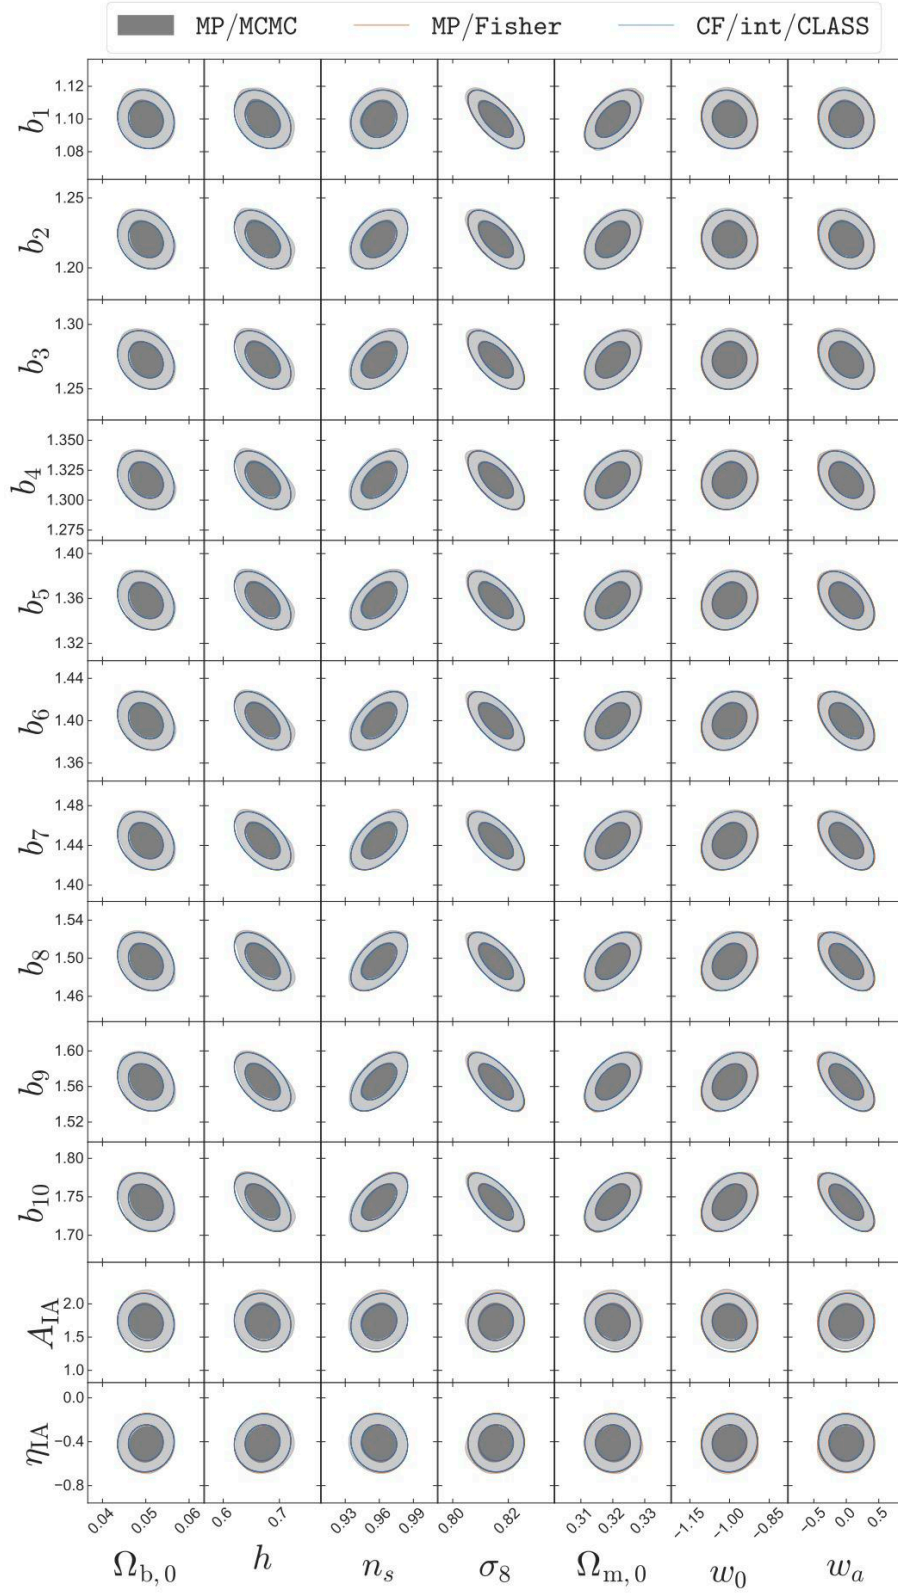 MP/MCMC MP/Fisher CF/int/CLASS
1.12
b₁ 1.10
1.08
1.25
b₂
1.20
1.30
b₃
1.25
1.350
b₄ 1.325
1.300
1.275
1.40
b₅ 1.36
1.32
1.44
b₆ 1.40
1.36
1.48
b₇ 1.44
1.40
1.54
b₈ 1.50
1.46
1.60
b₉ 1.56
1.52
1.80
b₁₀ 1.75
1.70
2.0
A_IA 1.5
1.0
0.0
η_IA −0.4
−0.8
0.04 0.05 0.06 0.6 0.7 0.93 0.96 0.99 0.80 0.82 0.31 0.32 0.33 −1.15 −1.00 −0.85 −0.5 0.0 0.5
Ω_b,0 h n_s σ₈ Ω_m,0 w₀ w_a